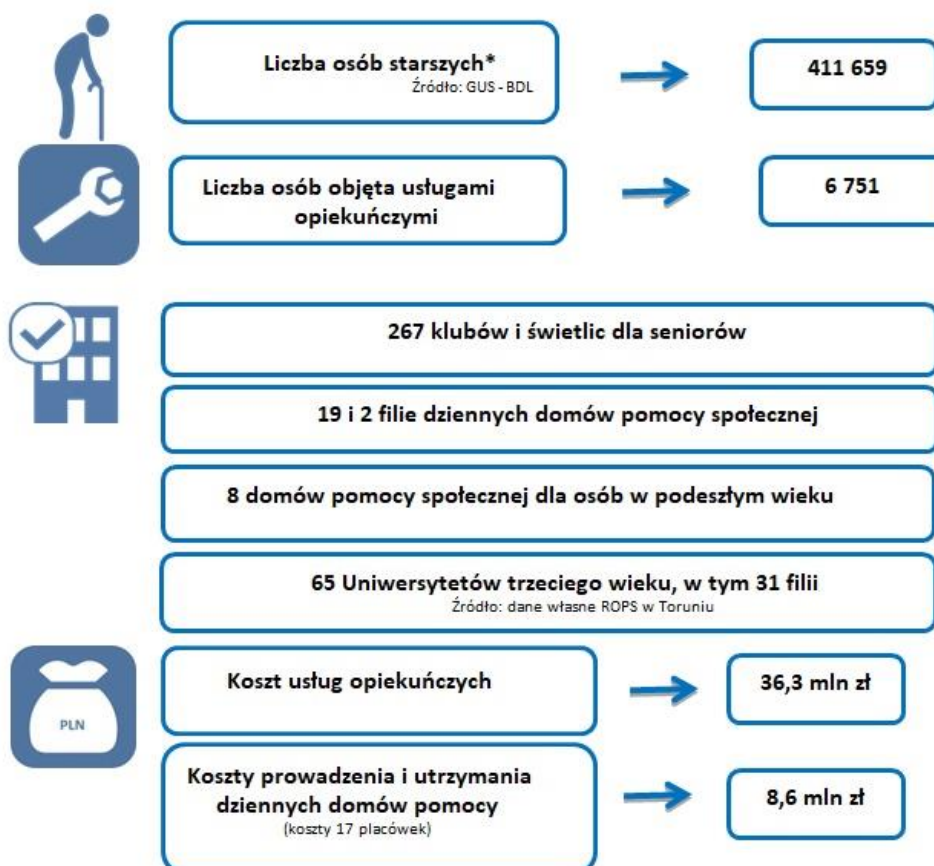 Liczba osób starszych*
Źródło: GUS - BDL
411 659
Liczba osób objęta usługami
opiekuńczymi
6 751
267 klubów i świetlic dla seniorów
19 i 2 filie dziennych domów pomocy społecznej
8 domów pomocy społecznej dla osób w podeszłym wieku
65 Uniwersytetów trzeciego wieku, w tym 31 filii
Źródło: dane własne ROPS w Toruniu
PLN
Koszt usług opiekuńczych
36,3 mln zł
Koszty prowadzenia i utrzymania
dziennych domów pomocy
(koszty 17 placówek)
8,6 mln zł